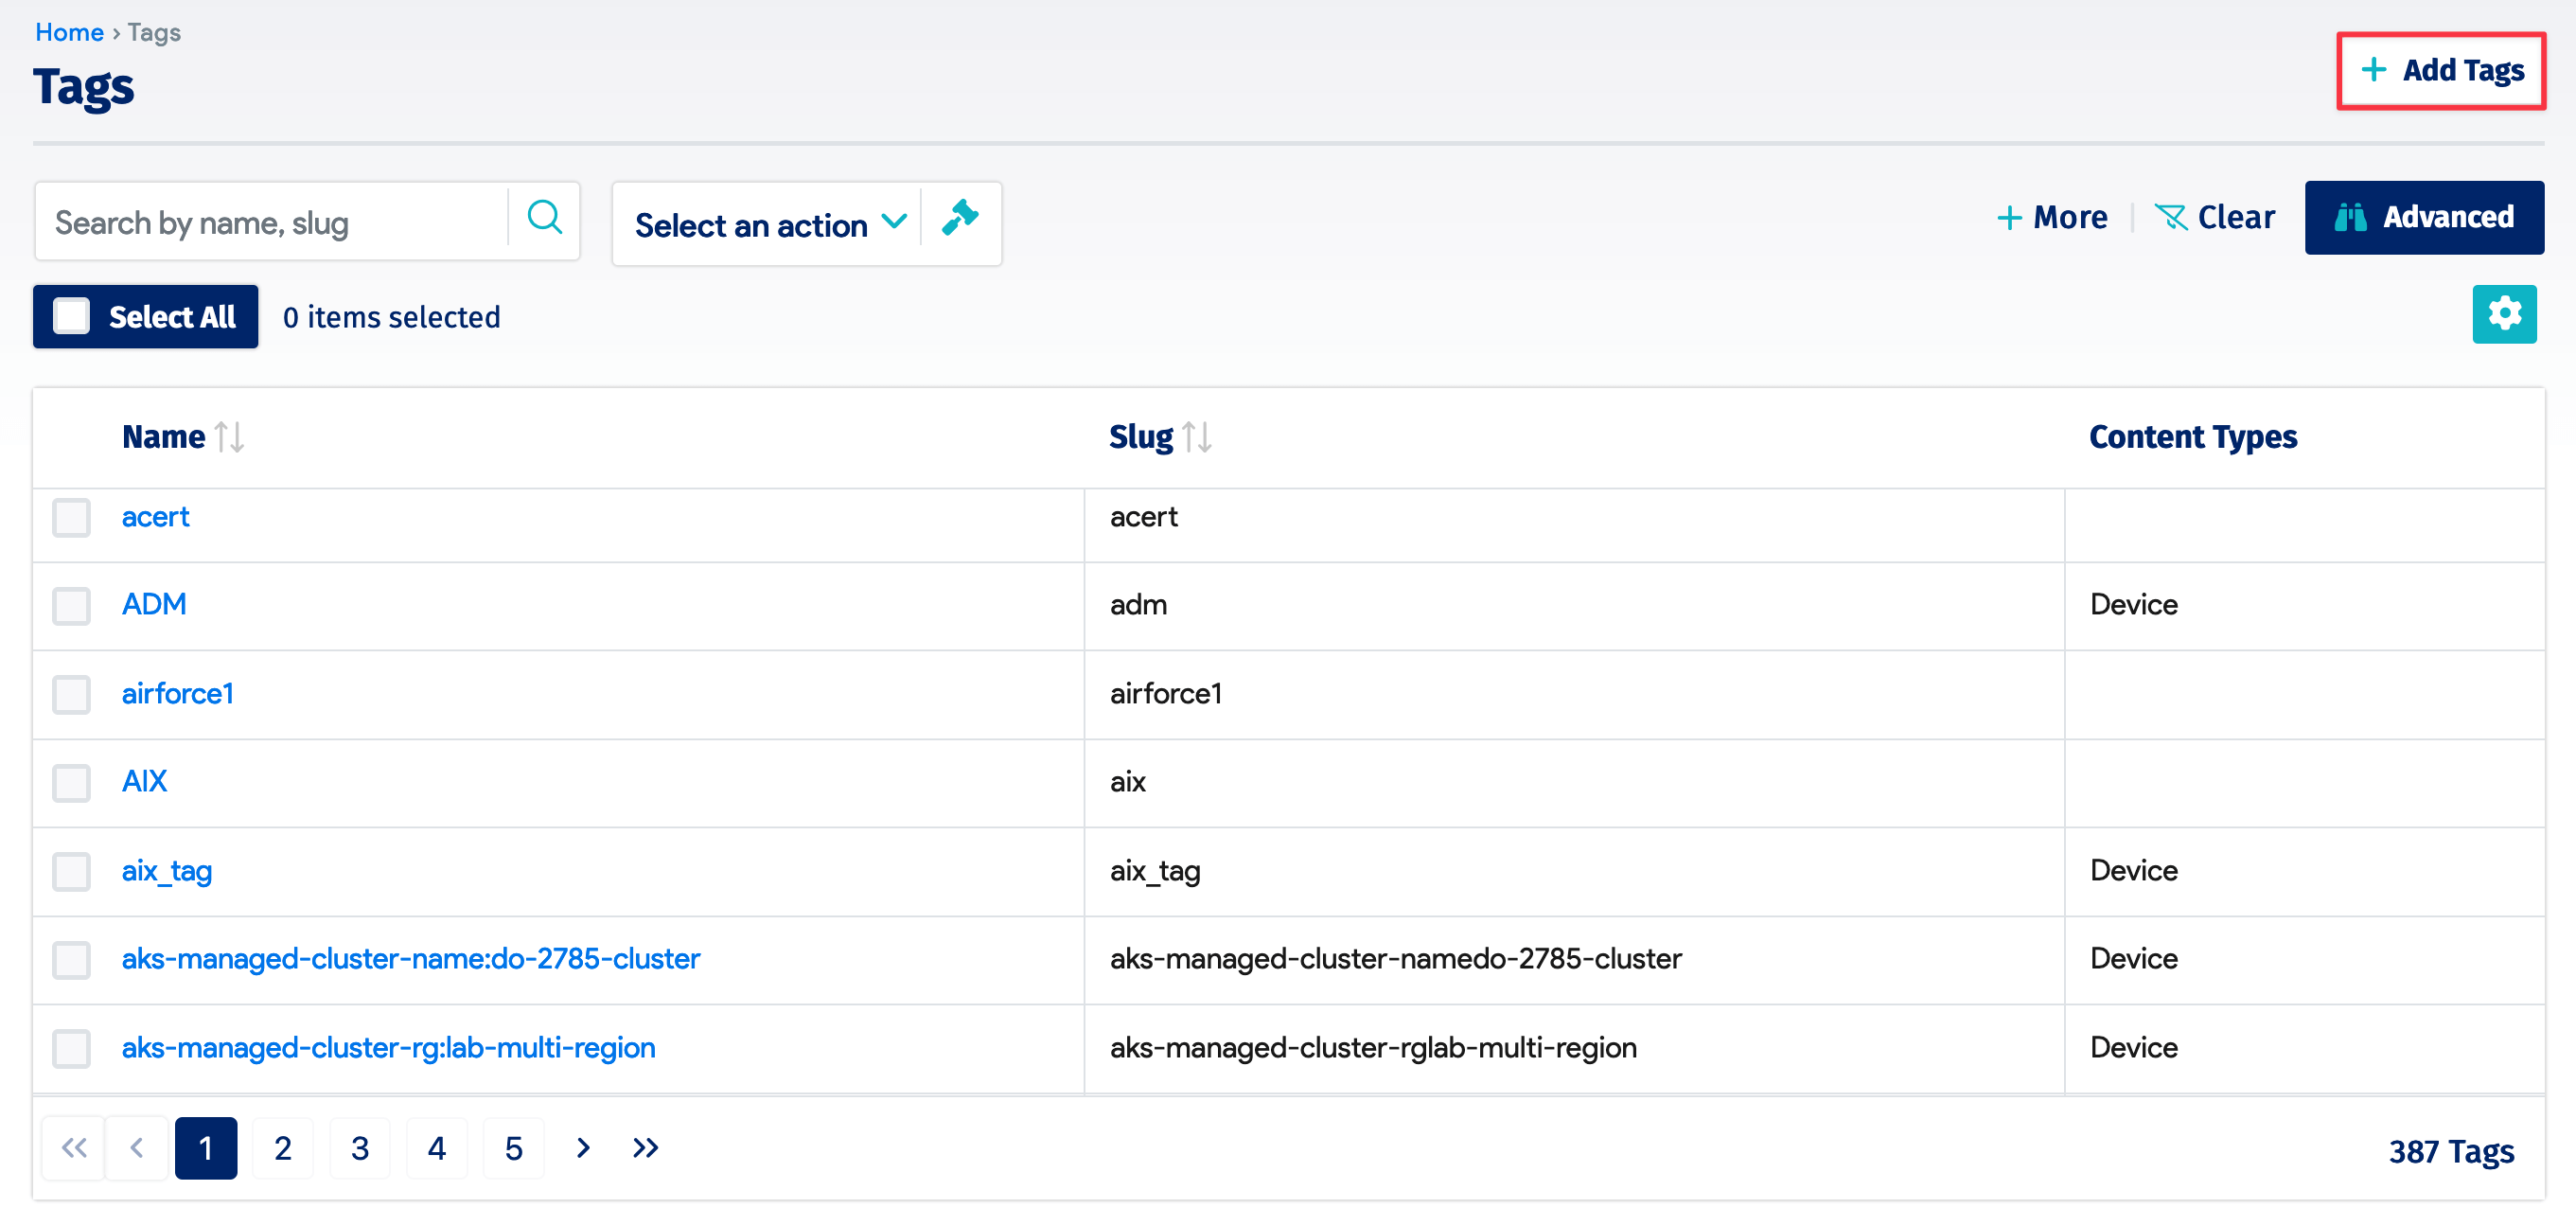 Home › Tags
Tags
+ Add Tags
Search by name, slug
Select an action
+ More
Clear
Advanced
Select All
0 items selected
Name Slug Content Types
acert acert
ADM adm Device
airforce1 airforce1
AIX aix
aix_tag aix_tag Device
aks-managed-cluster-name:do-2785-cluster aks-managed-cluster-namedo-2785-cluster Device
aks-managed-cluster-rg:lab-multi-region aks-managed-cluster-rglab-multi-region Device
« ‹ 1 2 3 4 5 › »
387 Tags